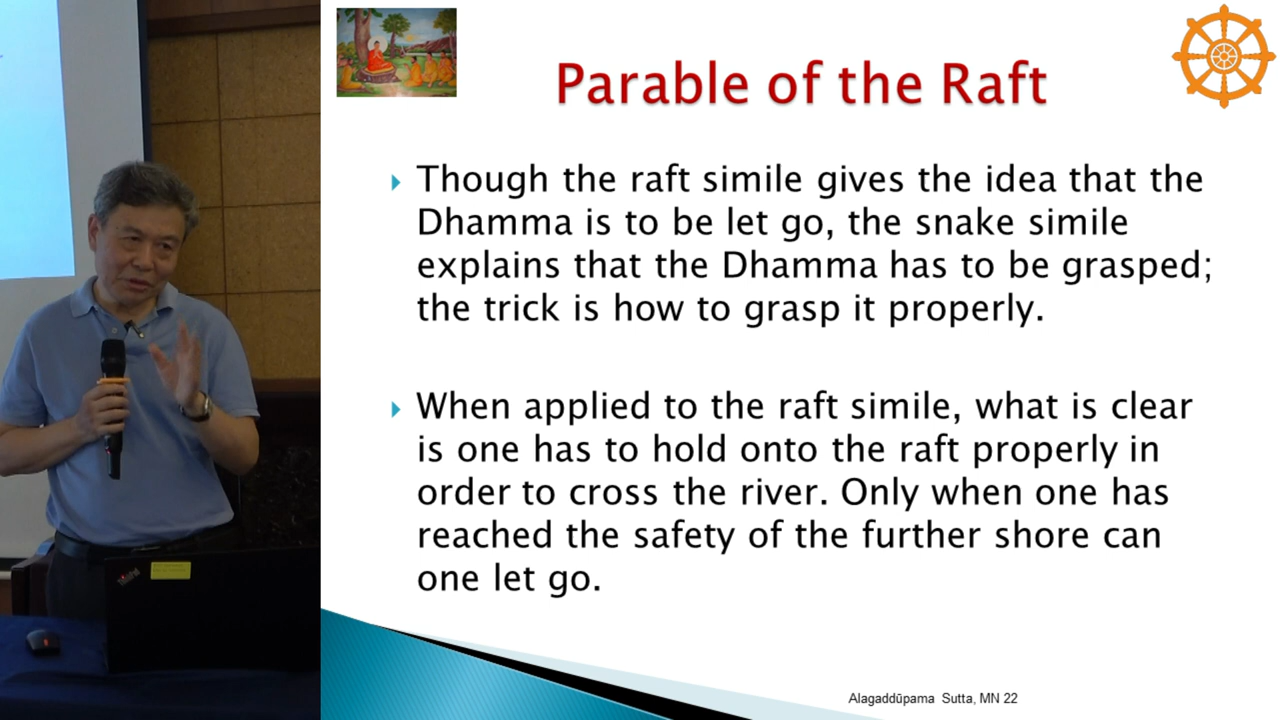 Parable of the Raft
Though the raft simile gives the idea that the
Dhamma is to be let go, the snake simile
explains that the Dhamma has to be grasped;
the trick is how to grasp it properly.
When applied to the raft simile, what is clear
is one has to hold onto the raft properly in
order to cross the river. Only when one has
reached the safety of the further shore can
one let go.
Alagaddūpama Sutta, MN 22
ThinkPad